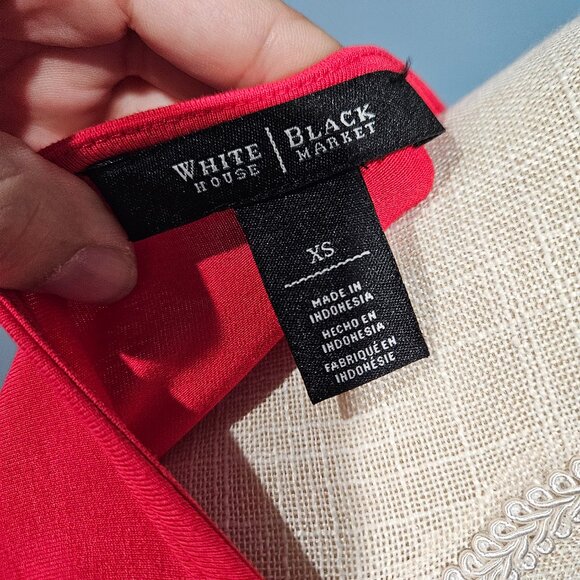 WHITE HOUSE | BLACK MARKET
XS
MADE IN
INDONESIA
HECHO EN
INDONESIA
FABRIQUÉ EN
INDONÉSIE